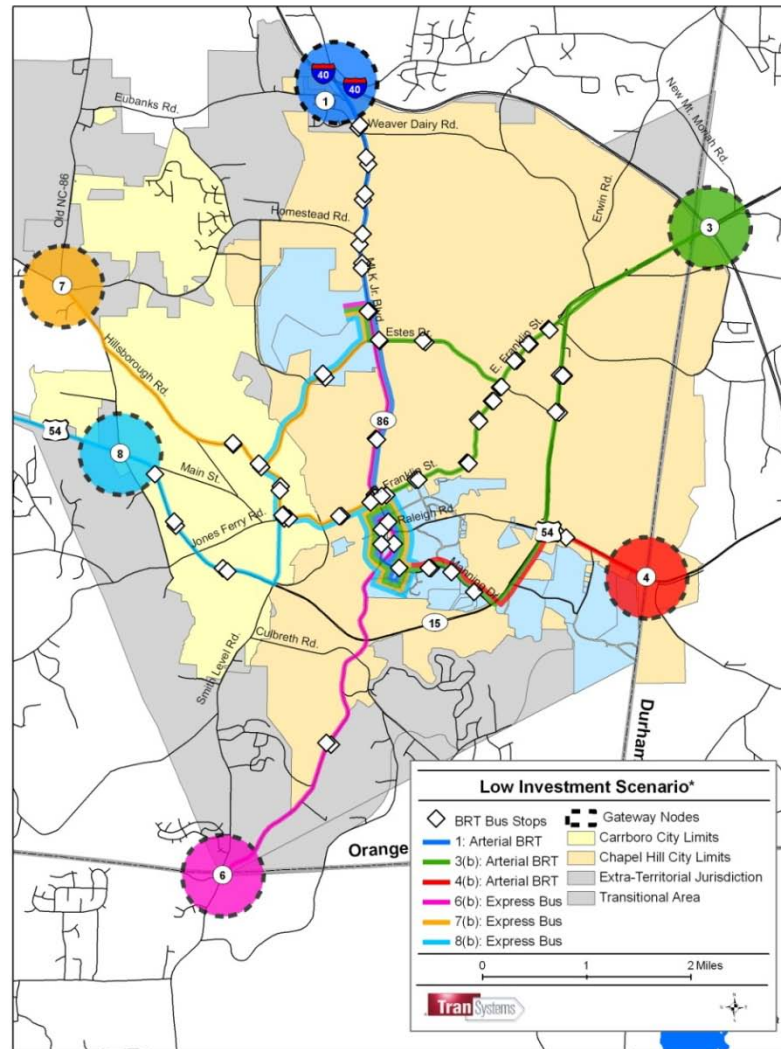 40
40
1
Eubanks Rd.
Weaver Dairy Rd.
New Mt. Moriah Rd.
Old NC-86
Erwin Rd.
Homestead Rd.
3
7
MLK Jr. Blvd.
Estes Dr.
E. Franklin St.
Hillsborough Rd.
54
8
86
Main St.
Franklin St.
Raleigh Rd.
Jones Ferry Rd.
54
Manning Dr.
4
15
Culbreth Rd.
Smith Level Rd.
Durham
Orange
6
Low Investment Scenario*
BRT Bus Stops
Gateway Nodes
1: Arterial BRT
Carrboro City Limits
3(b): Arterial BRT
Chapel Hill City Limits
4(b): Arterial BRT
Extra-Territorial Jurisdiction
6(b): Express Bus
Transitional Area
7(b): Express Bus
8(b): Express Bus
0 1 2 Miles
TranSystems